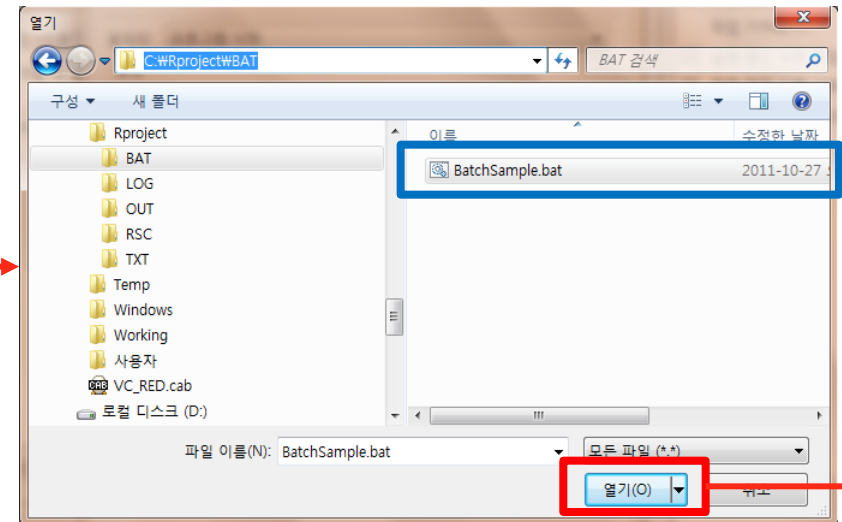 열기
C:₩Rproject₩BAT
BAT 검색
구성 새 폴더
이름 수정한 날짜
Rproject
BAT
LOG
OUT
RSC
TXT
Temp
Windows
Working
사용자
VC_RED.cab
로컬 디스크 (D:)
BatchSample.bat 2011-10-27
파일 이름(N): BatchSample.bat
모든 파일 (*.*)
열기(O) 취소